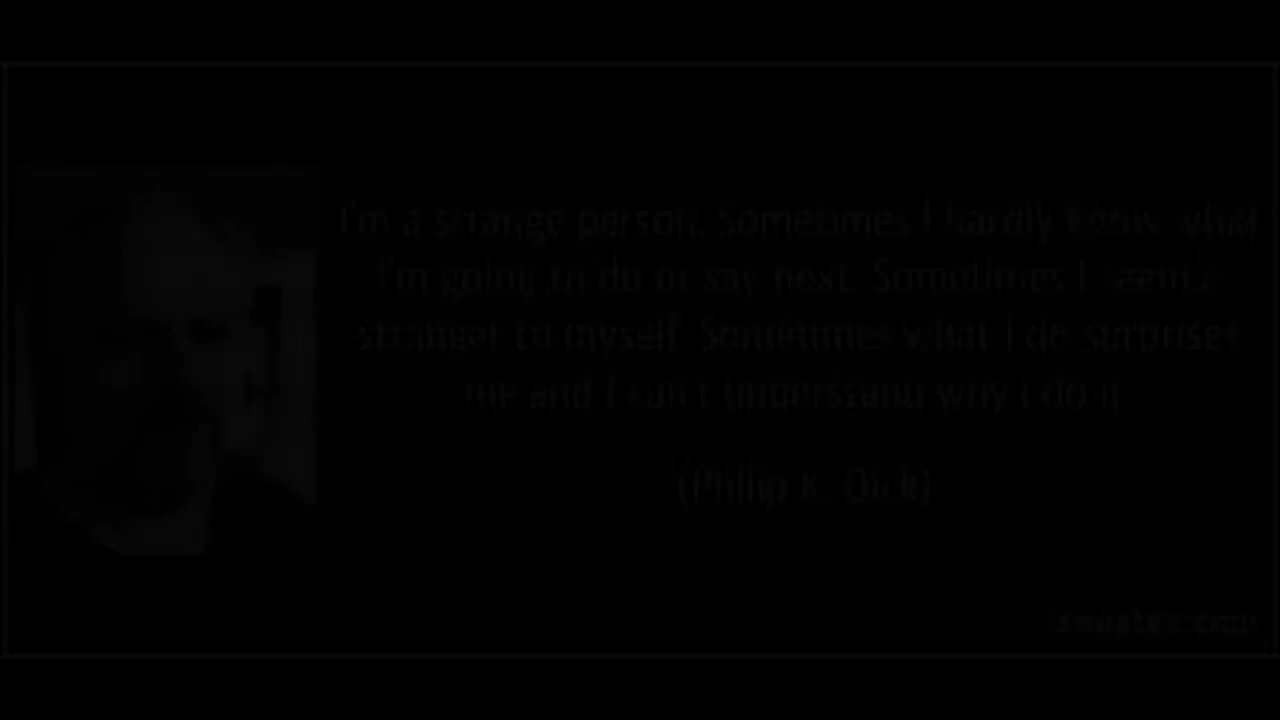 I'm a strange person. Sometimes I hardly know what
I'm going to do or say next. Sometimes I seem a
stranger to myself. Sometimes what I do surprises
me and I can't understand why I do it.
(Philip K. Dick)